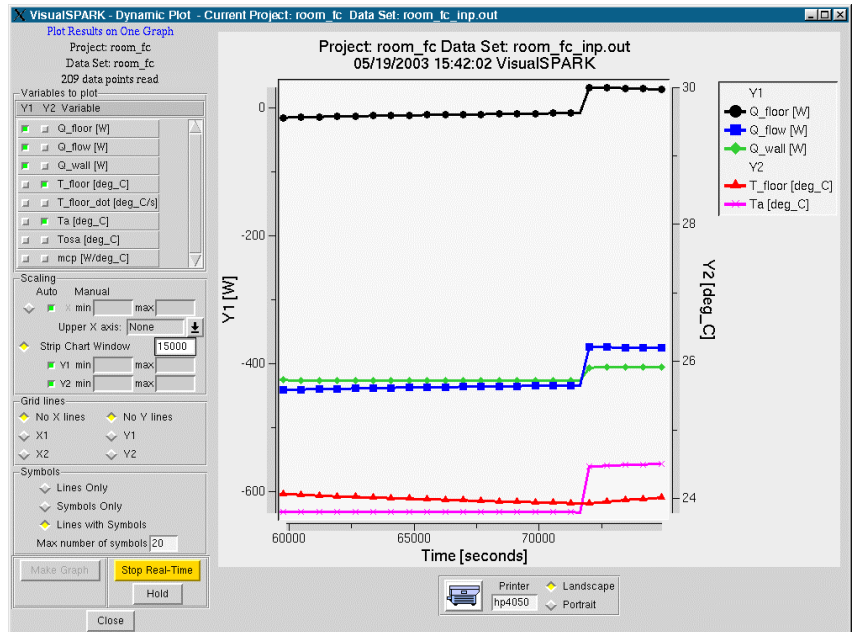 VisualSPARK - Dynamic Plot - Current Project: room_fc Data Set: room_fc_inp.out
Plot Results on One Graph
Project: room_fc
Data Set: room_fc
209 data points read
Variables to plot
Y1 Y2 Variable
Q_floor [W]
Q_flow [W]
Q_wall [W]
T_floor [deg_C]
T_floor_dot [deg_C/s]
Ta [deg_C]
Tosa [deg_C]
mcp [W/deg_C]
Scaling
Auto Manual
X min max
Upper X axis: None
Strip Chart Window 15000
Y1 min max
Y2 min max
Grid lines
No X lines No Y lines
X1 Y1
X2 Y2
Symbols
Lines Only
Symbols Only
Lines with Symbols
Max number of symbols 20
Make Graph Stop Real-Time
Hold
Close
Project: room_fc Data Set: room_fc_inp.out
05/19/2003 15:42:02 VisualSPARK
Y1 [W]
0
-200
-400
-600
60000 65000 70000
Time [seconds]
30
28
26
24
Y2 [deg_C]
Y1
Q_floor [W]
Q_flow [W]
Q_wall [W]
Y2
T_floor [deg_C]
Ta [deg_C]
Printer Landscape
hp4050 Portrait